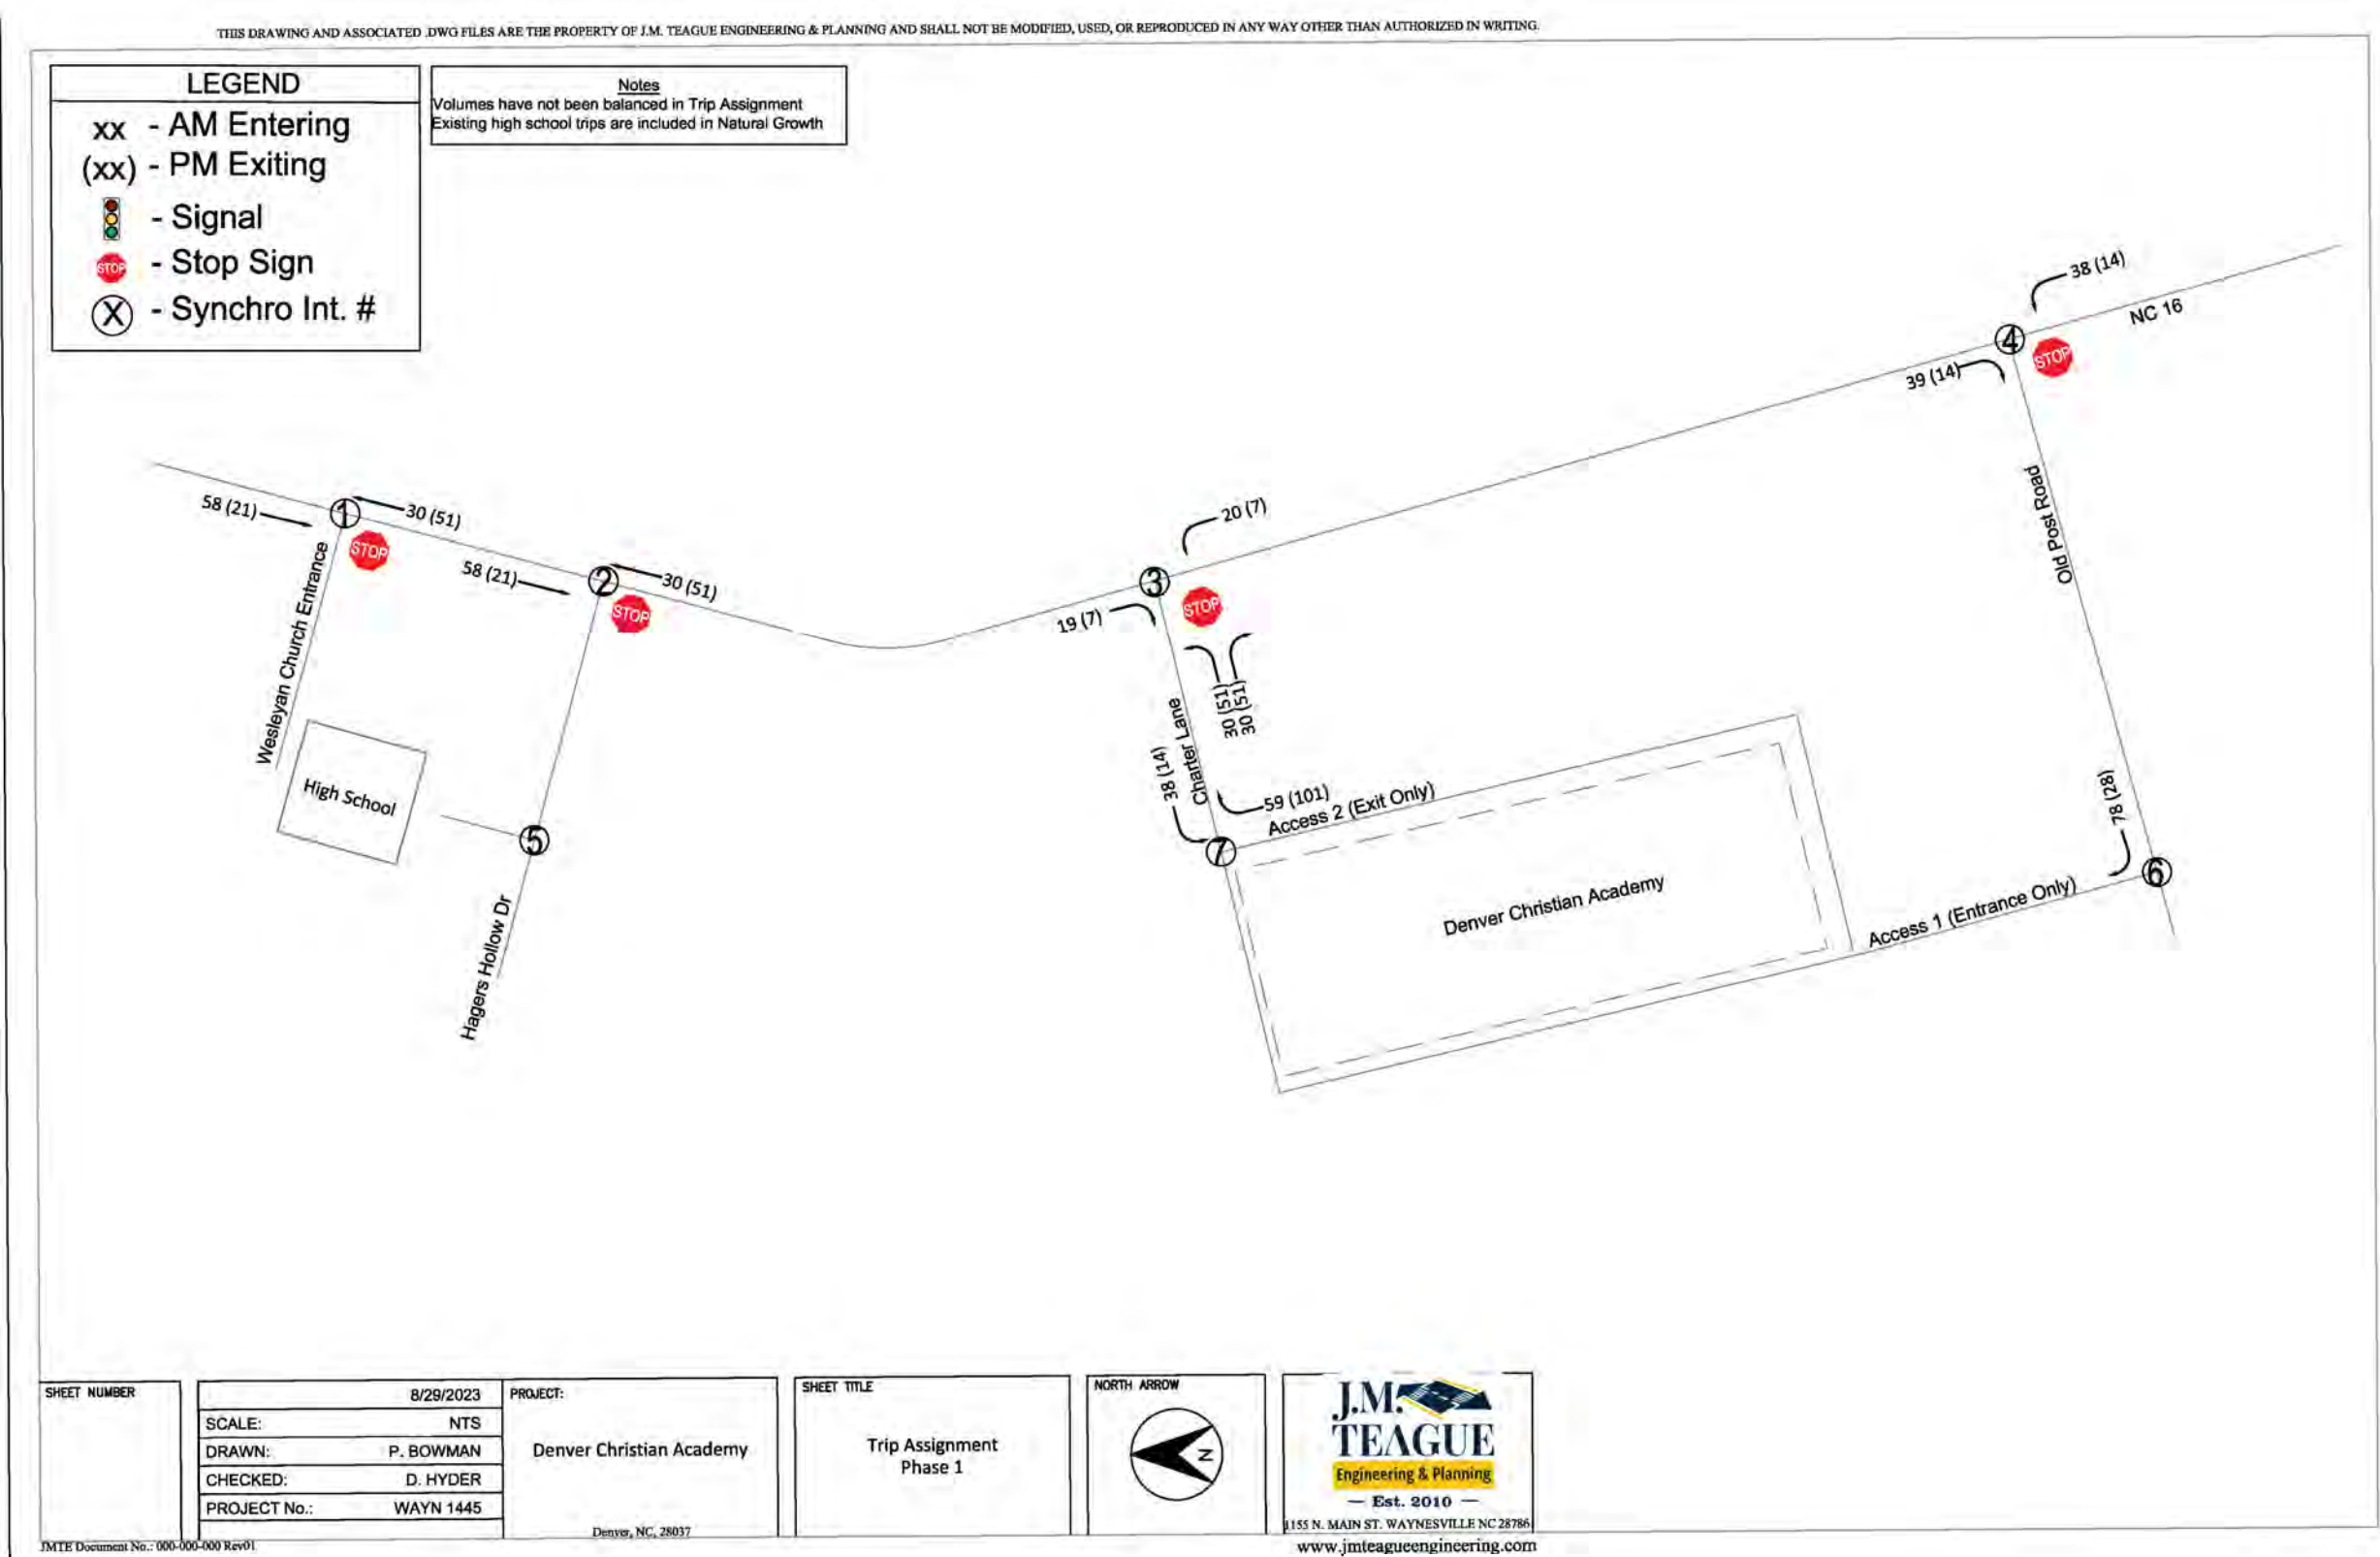 THIS DRAWING AND ASSOCIATED .DWG FILES ARE THE PROPERTY OF J.M. TEAGUE ENGINEERING & PLANNING AND SHALL NOT BE MODIFIED, USED, OR REPRODUCED IN ANY WAY OTHER THAN AUTHORIZED IN WRITING.
LEGEND
xx - AM Entering
(xx) - PM Exiting
- Signal
STOP - Stop Sign
X - Synchro Int. #
Notes
Volumes have not been balanced in Trip Assignment
Existing high school trips are included in Natural Growth
38 (14)
NC 16
4
STOP
39 (14)
Old Post Road
58 (21)
1
30 (51)
STOP
Wesleyan Church Entrance
58 (21)
2
30 (51)
STOP
20 (7)
3
STOP
19 (7)
30 (51)
30 (51)
Charter Lane
38 (14)
59 (101)
Access 2 (Exit Only)
7
High School
5
Hagers Hollow Dr
78 (28)
6
Denver Christian Academy
Access 1 (Entrance Only)
SHEET NUMBER
8/29/2023
SCALE: NTS
DRAWN: P. BOWMAN
CHECKED: D. HYDER
PROJECT No.: WAYN 1445
PROJECT:
Denver Christian Academy
Denver, NC, 28037
SHEET TITLE
Trip Assignment
Phase 1
NORTH ARROW
N
J.M.
TEAGUE
Engineering & Planning
— Est. 2010 —
1155 N. MAIN ST. WAYNESVILLE NC 28786
www.jmteagueengineering.com
JMTE Document No.: 000-000-000 Rev01